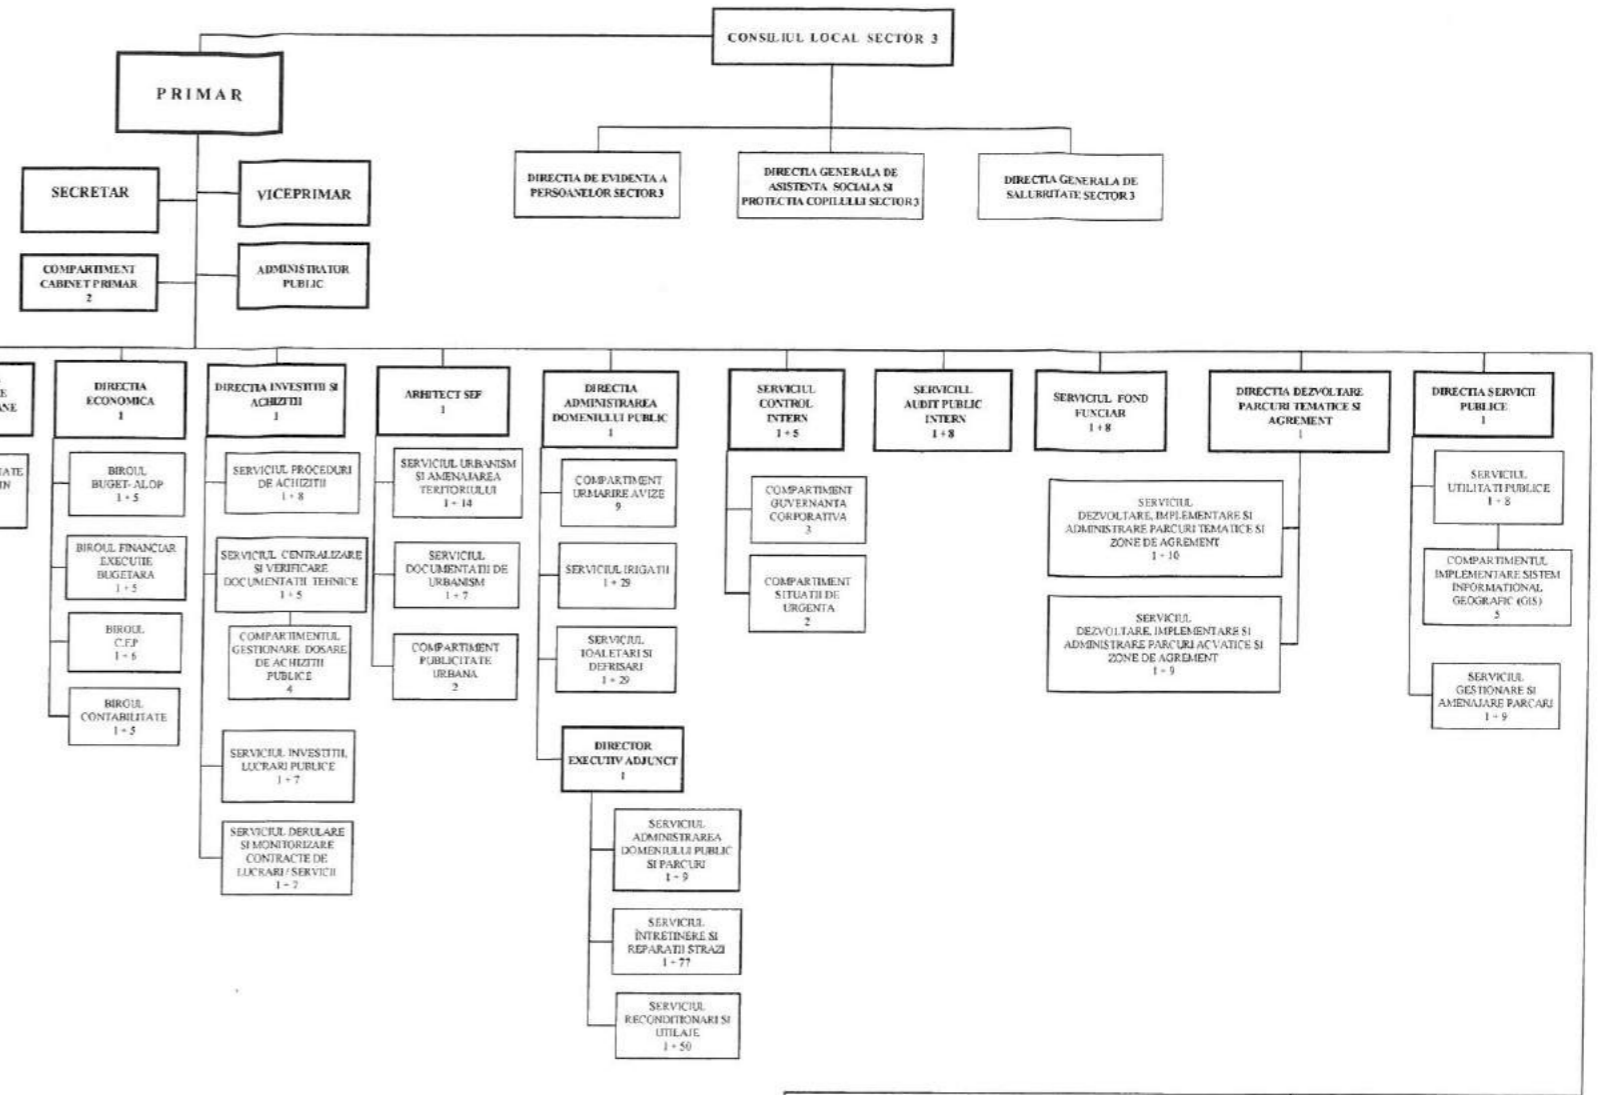 CONSILIUL LOCAL SECTOR 3
PRIMAR
SECRETAR
VICEPRIMAR
COMPARTIMENT
CABINET PRIMAR
2
ADMINISTRATOR
PUBLIC
DIRECTIA DE EVIDENTA A
PERSOANELOR SECTOR 3
DIRECTIA GENERALA DE
ASISTENTA SOCIALA SI
PROTECTIA COPILULUI SECTOR 3
DIRECTIA GENERALA DE
SALUBRITATE SECTOR 3
DIRECTIA
ECONOMICA
1
BIROUL
BUGET- ALOP
1 + 5
BIROUL FINANCIAR
EXECUTIE
BUGETARA
1 + 5
BIROUL
C.F.P
1 + 6
BIROUL
CONTABILITATE
1 + 5
DIRECTIA INVESTITII SI
ACHIZITII
1
SERVICIUL PROCEDURI
DE ACHIZITII
1 + 8
SERVICIUL CENTRALIZARE
SI VERIFICARE
DOCUMENTATII TEHNICE
1 + 5
COMPARTIMENTUL
GESTIONARE DOSARE
DE ACHIZITII
PUBLICE
4
SERVICIUL INVESTITII,
LUCRARI PUBLICE
1 + 7
SERVICIUL DERULARE
SI MONITORIZARE
CONTRACTE DE
LUCRARI / SERVICII
1 + 7
ARHITECT SEF
1
SERVICIUL URBANISM
SI AMENAJAREA
TERITORIULUI
1 + 14
SERVICIUL
DOCUMENTATII DE
URBANISM
1 + 7
COMPARTIMENT
PUBLICITATE
URBANA
2
DIRECTIA
ADMINISTRAREA
DOMENIULUI PUBLIC
1
COMPARTIMENT
URMARIRE AVIZE
9
SERVICIUL IRIGATII
1 + 29
SERVICIUL
TOALETARI SI
DEFRISARI
1 + 29
DIRECTOR
EXECUTIV ADJUNCT
1
SERVICIUL
ADMINISTRAREA
DOMENIULUI PUBLIC
SI PARCURI
1 + 9
SERVICIUL
ÎNTRETINERE SI
REPARATII STRAZI
1 + 77
SERVICIUL
RECONDITIONARI SI
UTILAJE
1 + 50
SERVICIUL
CONTROL
INTERN
1 + 5
COMPARTIMENT
GUVERNANTA
CORPORATIVA
3
COMPARTIMENT
SITUATII DE
URGENTA
2
SERVICIUL
AUDIT PUBLIC
INTERN
1 + 8
SERVICIUL FOND
FUNCIAR
1 + 8
DIRECTIA DEZVOLTARE
PARCURI TEMATICE SI
AGREMENT
1
SERVICIUL
DEZVOLTARE, IMPLEMENTARE SI
ADMINISTRARE PARCURI TEMATICE SI
ZONE DE AGREMENT
1 + 10
SERVICIUL
DEZVOLTARE, IMPLEMENTARE SI
ADMINISTRARE PARCURI ACVATICE SI
ZONE DE AGREMENT
1 + 9
DIRECTIA SERVICII
PUBLICE
1
SERVICIUL
UTILITATI PUBLICE
1 + 8
COMPARTIMENTUL
IMPLEMENTARE SISTEM
INFORMATIONAL
GEOGRAFIC (GIS)
5
SERVICIUL
GESTIONARE SI
AMENAJARE PARCARI
1 + 9